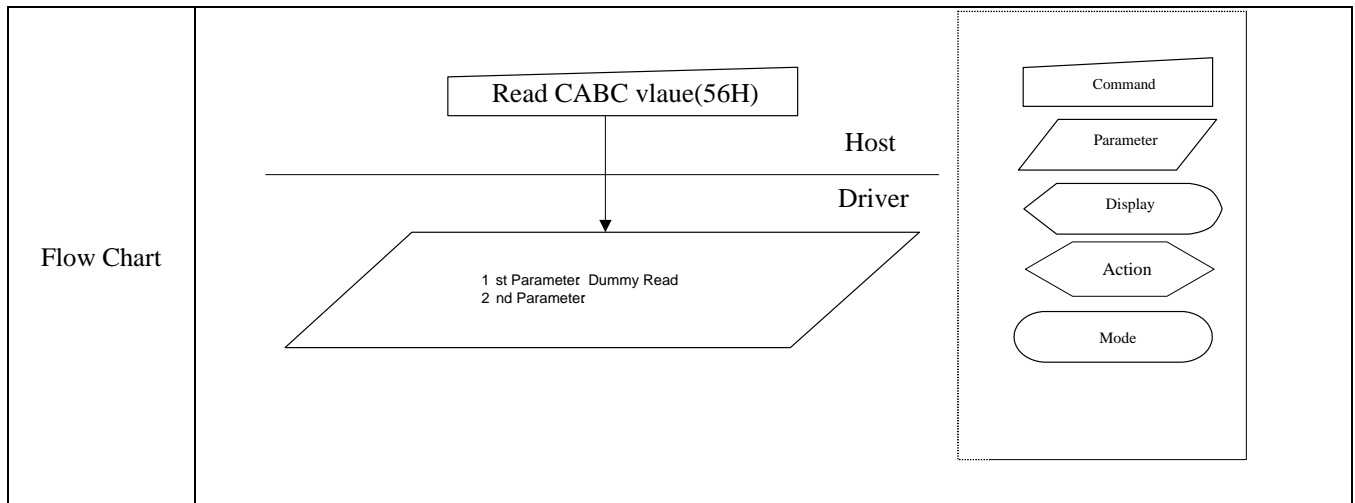 Flow Chart
Read CABC vlaue(56H)
Host
Driver
1 st Parameter: Dummy Read
2 nd Parameter:
Command
Parameter
Display
Action
Mode